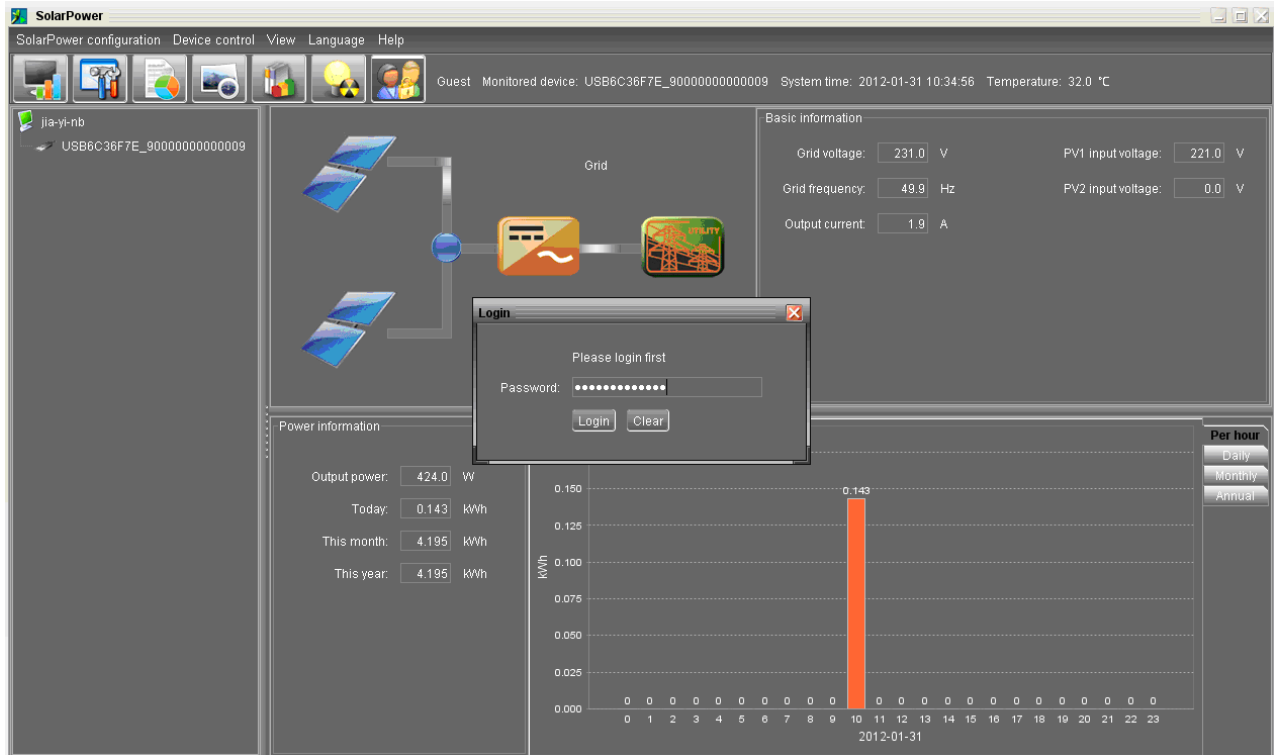 SolarPower
SolarPower configuration Device control View Language Help
Guest Monitored device: USB6C36F7E_90000000000009 System time: 2012-01-31 10:34:56 Temperature: 32.0 °C
jia-yi-nb
USB6C36F7E_90000000000009
Grid
UTILITY
Basic information
Grid voltage: 231.0 V PV1 input voltage: 221.0 V
Grid frequency: 49.9 Hz PV2 input voltage: 0.0 V
Output current: 1.9 A
Login
Please login first
Password: •••••••••••••
Login Clear
Power information
Output power: 424.0 W
Today: 0.143 kWh
This month: 4.195 kWh
This year: 4.195 kWh
Per hour
Daily
Monthly
Annual
0.143
0.150
0.125
0.100
0.075
0.050
0.025
0.000
kWh
0 0 0 0 0 0 0 0 0 0 0 0 0 0 0 0 0 0 0 0 0 0 0
0 1 2 3 4 5 6 7 8 9 10 11 12 13 14 15 16 17 18 19 20 21 22 23
2012-01-31